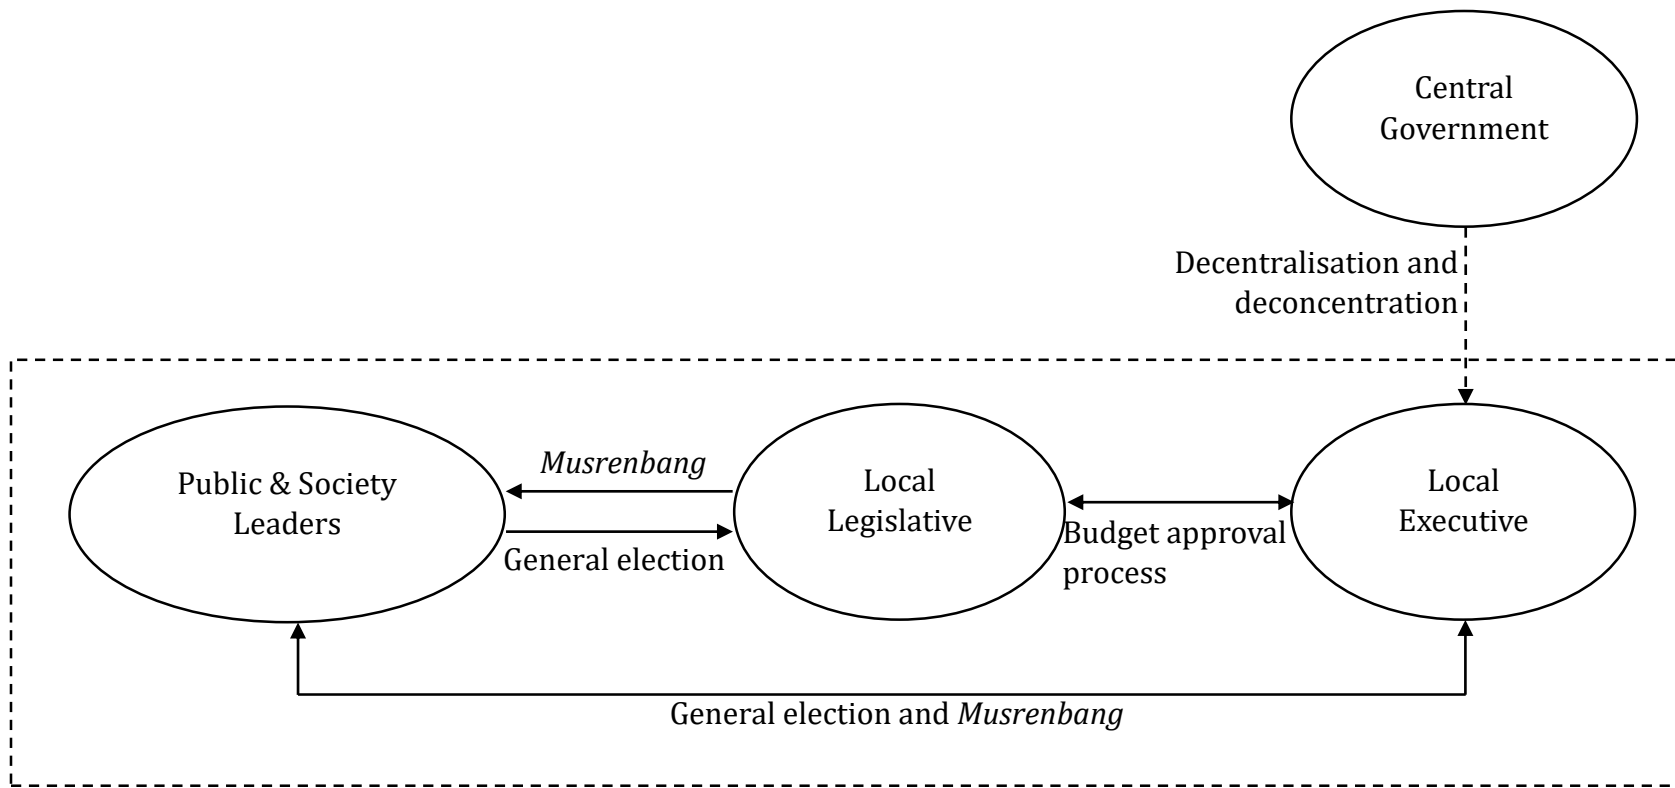 Central
Government
Decentralisation and
deconcentration
Public & Society
Leaders
Musrenbang
General election
Local
Legislative
Budget approval
process
Local
Executive
General election and Musrenbang